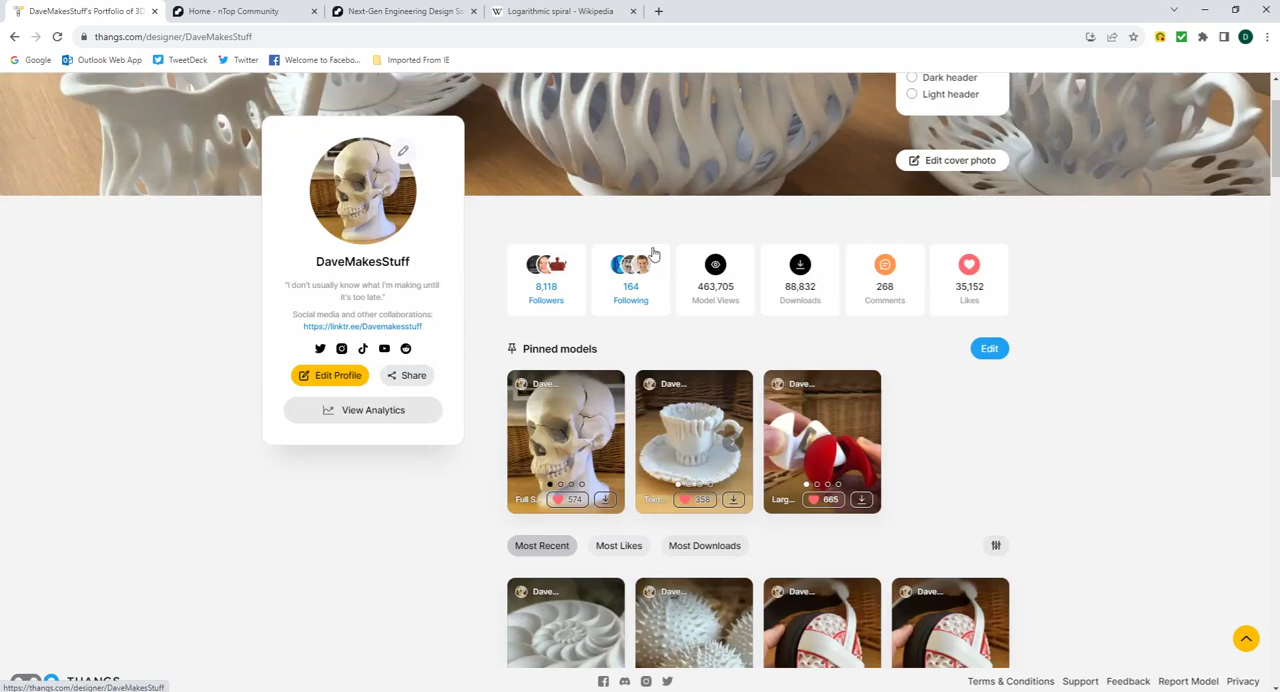 DaveMakesStuff's Portfolio of 3D
Home - nTop Community
Next-Gen Engineering Design So
Logarithmic spiral - Wikipedia
thangs.com/designer/DaveMakesStuff
D
Google
Outlook Web App
TweetDeck
Twitter
Welcome to Facebo...
Imported From IE
Dark header
Light header
Edit cover photo
DaveMakesStuff
"I don't usually know what I'm making until
it's too late."
Social media and other collaborations:
https://linktr.ee/Davemakesstuff
Edit Profile
Share
View Analytics
8,118
Followers
164
Following
463,705
Model Views
88,832
Downloads
268
Comments
35,152
Likes
Pinned models
Edit
Dave...
Full S...
574
Dave...
358
Dave...
Larg...
665
Most Recent
Most Likes
Most Downloads
Dave...
Dave...
Dave...
Dave...
THANGS
Terms & Conditions
Support
Feedback
Report Model
Privacy
https://thangs.com/designer/DaveMakesStuff